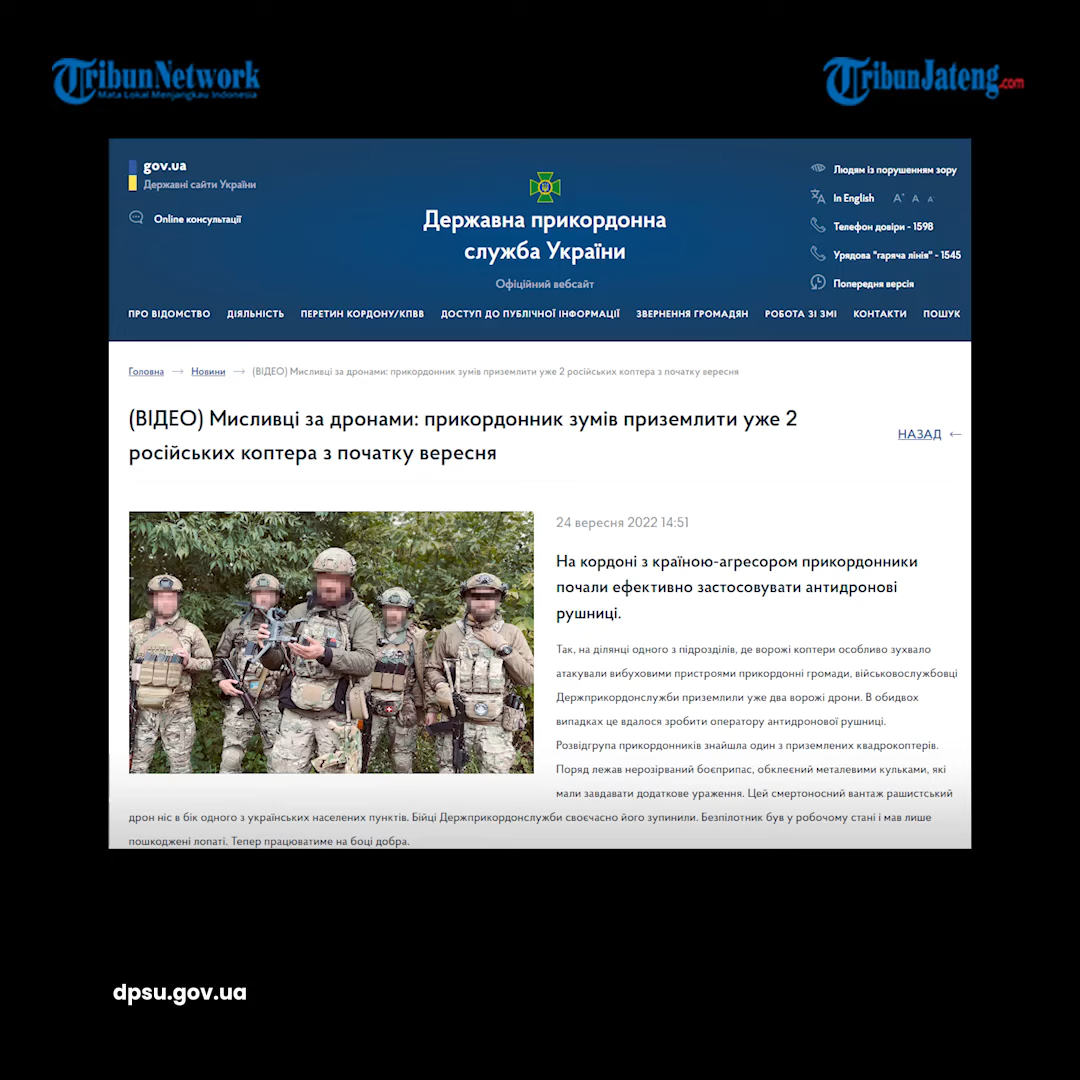 TribunNetwork
Mata Lokal Menjangkau Indonesia
TribunJateng.com
gov.ua
Державні сайти України
Online консультації
Державна прикордонна
служба України
Офіційний вебсайт
Людям із порушенням зору
In English A+ A A-
Телефон довіри - 1598
Урядова "гаряча лінія" - 1545
Попередня версія
ПРО ВІДОМСТВО ДІЯЛЬНІСТЬ ПЕРЕТИН КОРДОНУ/КПВВ ДОСТУП ДО ПУБЛІЧНОЇ ІНФОРМАЦІЇ ЗВЕРНЕННЯ ГРОМАДЯН РОБОТА ЗІ ЗМІ КОНТАКТИ ПОШУК
Головна → Новини → (ВІДЕО) Мисливці за дронами: прикордонник зумів приземлити уже 2 російських коптера з початку вересня
(ВІДЕО) Мисливці за дронами: прикордонник зумів приземлити уже 2
російських коптера з початку вересня
НАЗАД ←
24 вересня 2022 14:51
На кордоні з країною-агресором прикордонники
почали ефективно застосовувати антидронові
рушниці.
Так, на ділянці одного з підрозділів, де ворожі коптери особливо зухвало
атакували вибуховими пристроями прикордонні громади, військовослужбовці
Держприкордонслужби приземлили уже два ворожі дрони. В обидвох
випадках це вдалося зробити оператору антидронової рушниці.
Розвідгрупа прикордонників знайшла один з приземлених квадрокоптерів.
Поряд лежав нерозірваний боєприпас, обклеєний металевими кульками, які
мали завдавати додаткове ураження. Цей смертоносний вантаж рашистський
дрон ніс в бік одного з українських населених пунктів. Бійці Держприкордонслужби своєчасно його зупинили. Безпілотник був у робочому стані і мав лише
пошкоджені лопаті. Тепер працюватиме на боці добра.
dpsu.gov.ua